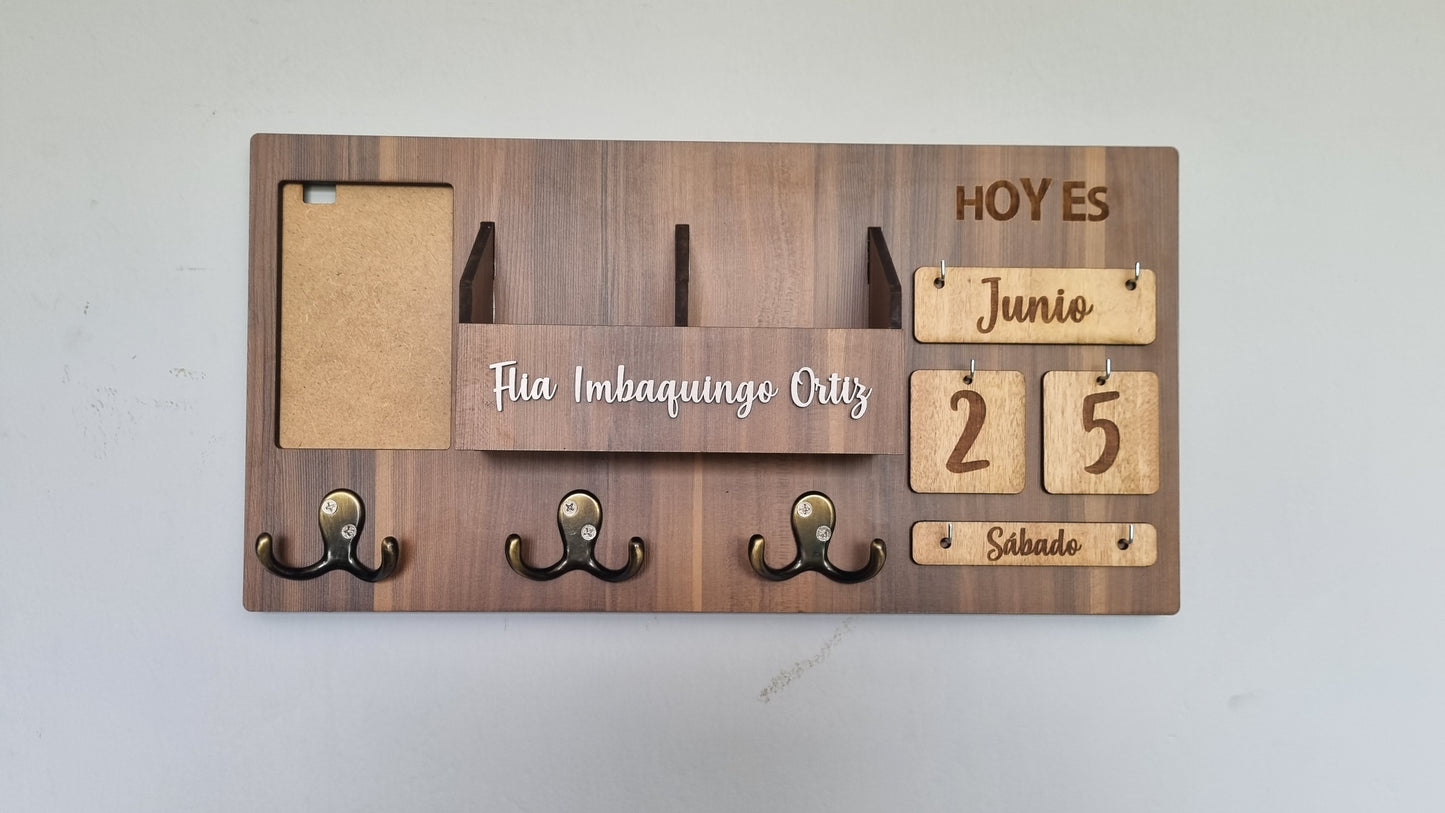 HOY ES
Junio
Flia Imbaquingo Ortiz
2 5
Sábado